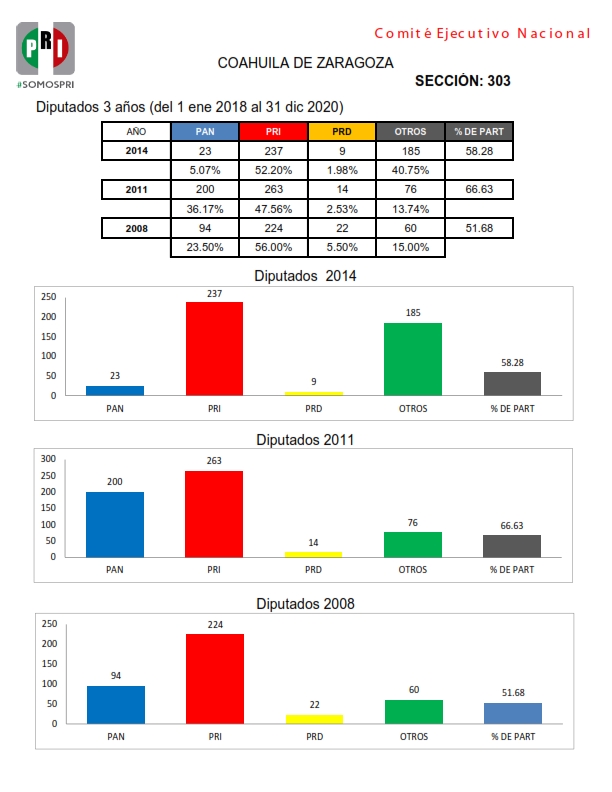 Comité Ejecutivo Nacional
PRI
#SOMOSPRI
COAHUILA DE ZARAGOZA
SECCIÓN: 303
Diputados 3 años (del 1 ene 2018 al 31 dic 2020)
AÑO PAN PRI PRD OTROS % DE PART
2014 23 237 9 185 58.28
5.07% 52.20% 1.98% 40.75%
2011 200 263 14 76 66.63
36.17% 47.56% 2.53% 13.74%
2008 94 224 22 60 51.68
23.50% 56.00% 5.50% 15.00%
Diputados 2014
250
200
150
100
50
0
23 237 9 185 58.28
PAN PRI PRD OTROS % DE PART
Diputados 2011
300
250
200
150
100
50
0
200 263 14 76 66.63
PAN PRI PRD OTROS % DE PART
Diputados 2008
250
200
150
100
50
0
94 224 22 60 51.68
PAN PRI PRD OTROS % DE PART